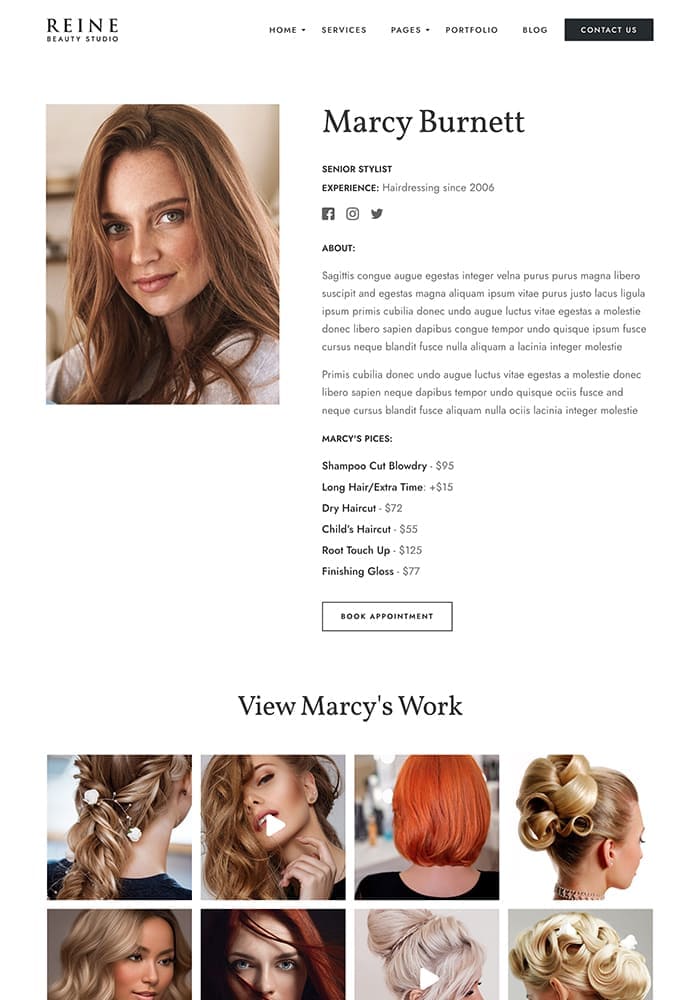 REINE
BEAUTY STUDIO
HOME SERVICES PAGES PORTFOLIO BLOG CONTACT US
Marcy Burnett
SENIOR STYLIST
EXPERIENCE: Hairdressing since 2006
ABOUT:
Sagittis congue augue egestas integer velna purus purus magna libero
suscipit and egestas magna aliquam ipsum vitae purus justo lacus ligula
ipsum primis cubilia donec undo augue luctus vitae egestas a molestie
donec libero sapien dapibus congue tempor undo quisque ipsum fusce
cursus neque blandit fusce nulla aliquam a lacinia integer molestie
Primis cubilia donec undo augue luctus vitae egestas a molestie donec
libero sapien neque dapibus tempor undo quisque ociis fusce and
neque cursus blandit fusce aliquam nulla ociis lacinia integer molestie
MARCY'S PICES:
Shampoo Cut Blowdry - $95
Long Hair/Extra Time: +$15
Dry Haircut - $72
Child's Haircut - $55
Root Touch Up - $125
Finishing Gloss - $77
BOOK APPOINTMENT
View Marcy's Work